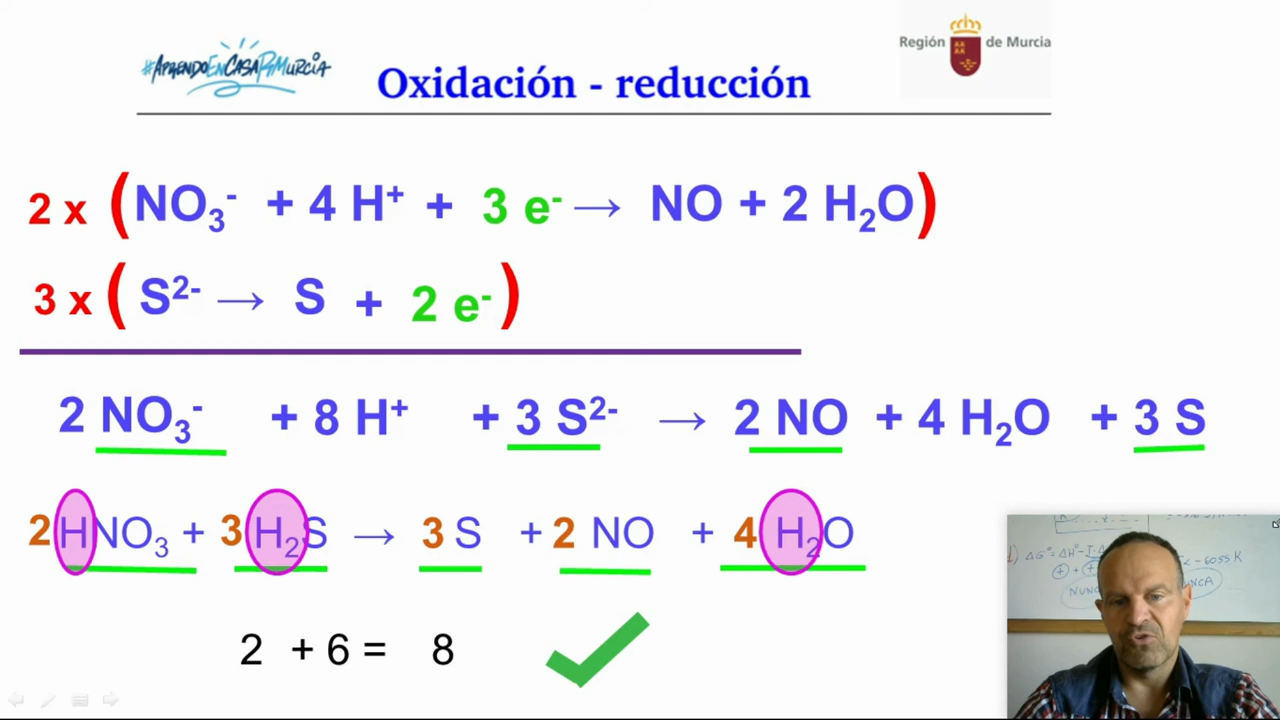 #AprendoEnCasaRMurcia
Región de Murcia
Oxidación - reducción
2 x (NO₃⁻ + 4 H⁺ + 3 e⁻ → NO + 2 H₂O)
3 x (S²⁻ → S + 2 e⁻)
2 NO₃⁻ + 8 H⁺ + 3 S²⁻ → 2 NO + 4 H₂O + 3 S
2 HNO₃ + 3 H₂S → 3 S + 2 NO + 4 H₂O
2 + 6 = 8
ΔG°=ΔH°-T·Δ